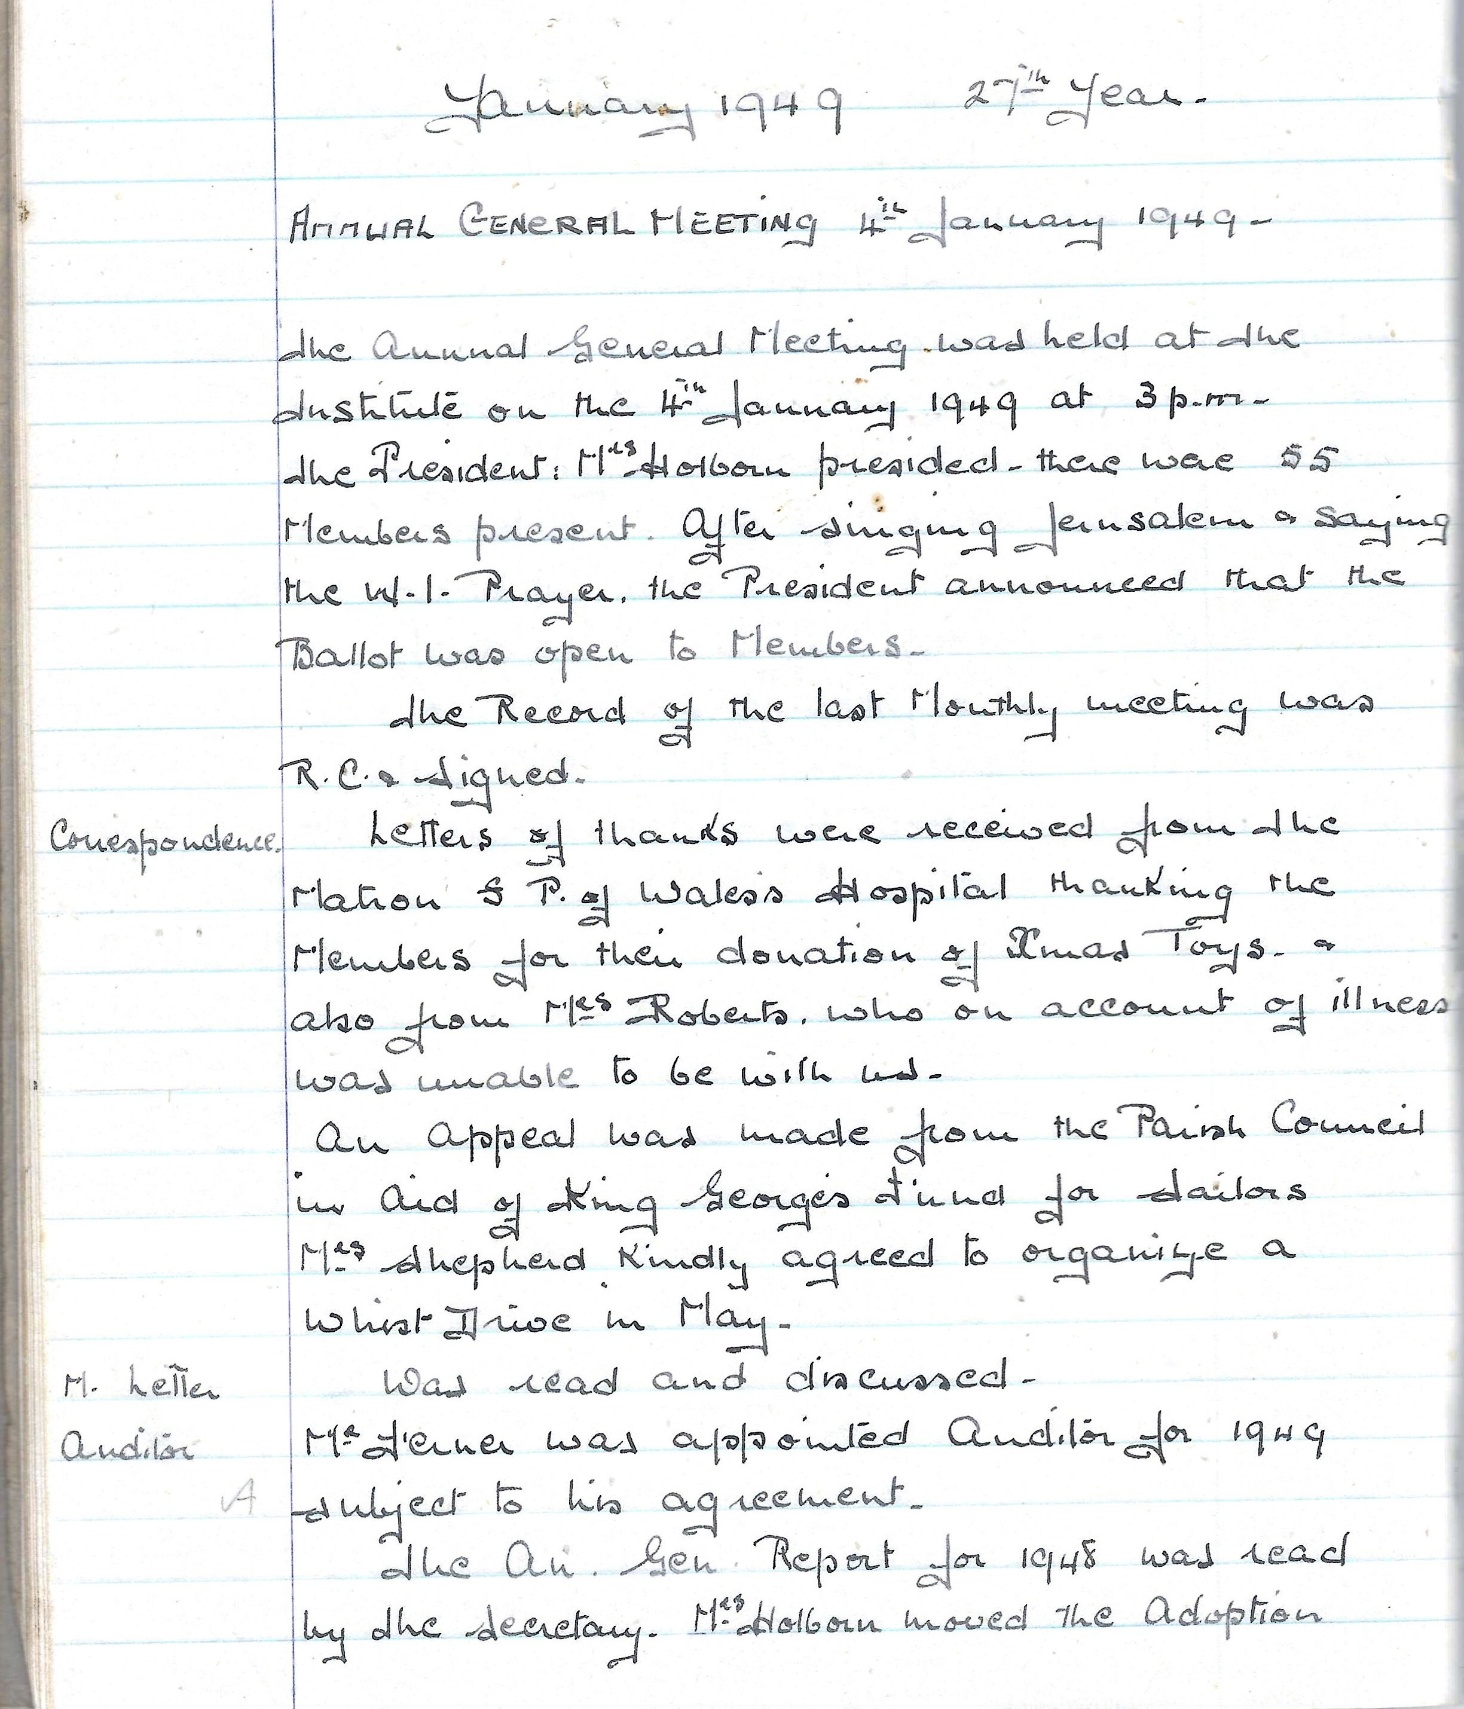 January 1949 27th Year.
ANNUAL GENERAL MEETING 4th January 1949-
The Annual General Meeting was held at The
Institute on the 4th January 1949 at 3 p.m-
The President: Mrs Holborn presided - there were 55
Members present. After singing Jerusalem & saying
the W.I. Prayer. the President announced that the
Ballot was open to Members-
The Record of the last Monthly meeting was
R.C. & signed.
Correspondence. Letters of thanks were received from The
Matron & P. of Wales's Hospital thanking the
Members for their donation of Xmas Toys- &
also from Mrs Roberts. who on account of illness
was unable to be with us-
An Appeal was made from the Parish Council
in Aid of King George's Fund for Sailors
Mrs Shepherd Kindly agreed to organize a
Whist Drive in May-
M. Letter Was read and discussed-
Auditor Mr Ferner was appointed Auditor for 1949
A subject to his agreement-
The An. Gen. Report for 1948 was read
by the Secretary. Mrs Holborn moved The Adoption